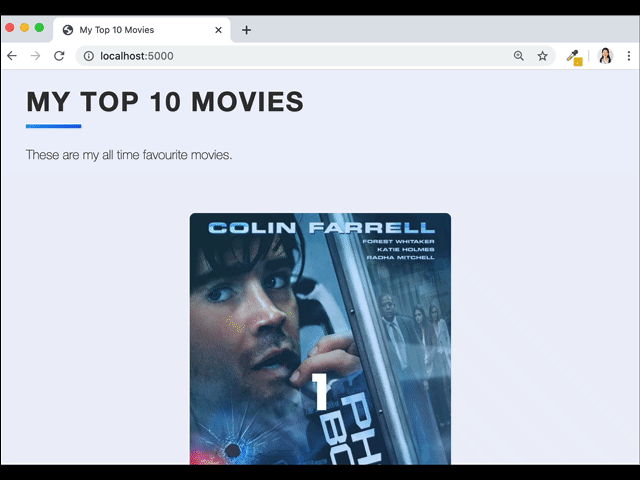 My Top 10 Movies
localhost:5000
MY TOP 10 MOVIES
These are my all time favourite movies.
COLIN FARRELL
FOREST WHITAKER
KATIE HOLMES
RADHA MITCHELL
1
PH
BO